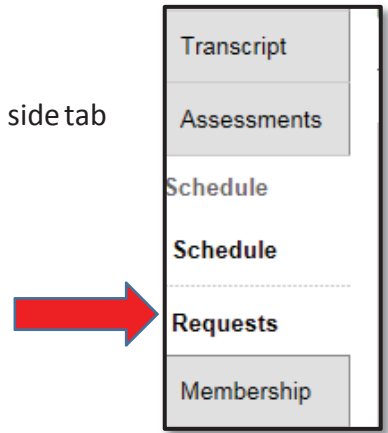 Transcript
side tab
Assessments
Schedule
Schedule
Requests
Membership